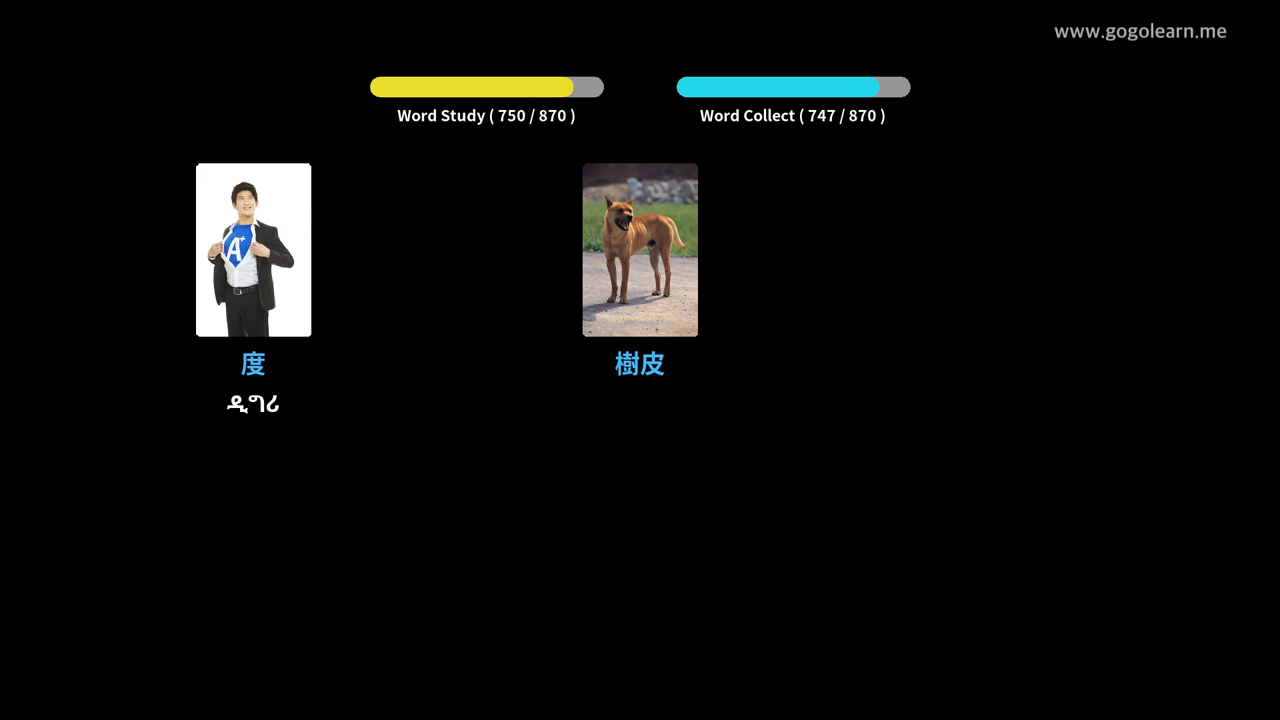 www.gogolearn.me
Word Study ( 750 / 870 )
Word Collect ( 747 / 870 )
A+
度
樹皮
ዲግሪ